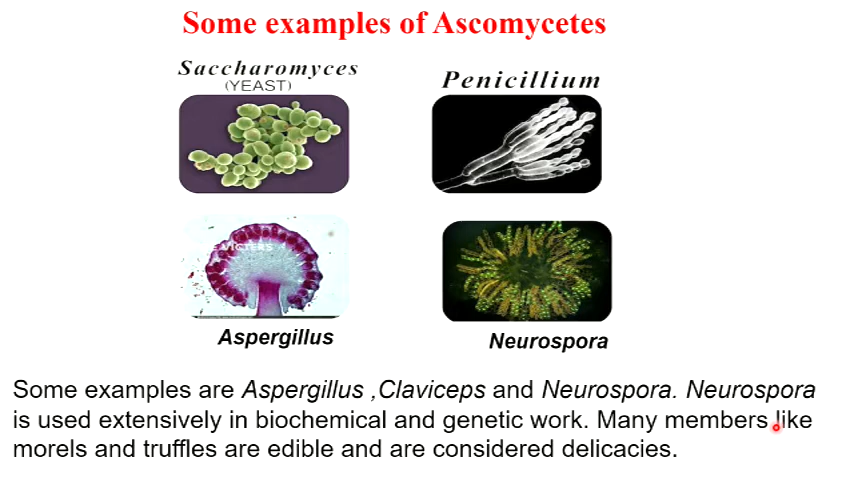 Some examples of Ascomycetes
Saccharomyces
(YEAST)
Penicillium
VICTERS
Aspergillus
Neurospora
Some examples are Aspergillus ,Claviceps and Neurospora. Neurospora
is used extensively in biochemical and genetic work. Many members like
morels and truffles are edible and are considered delicacies.